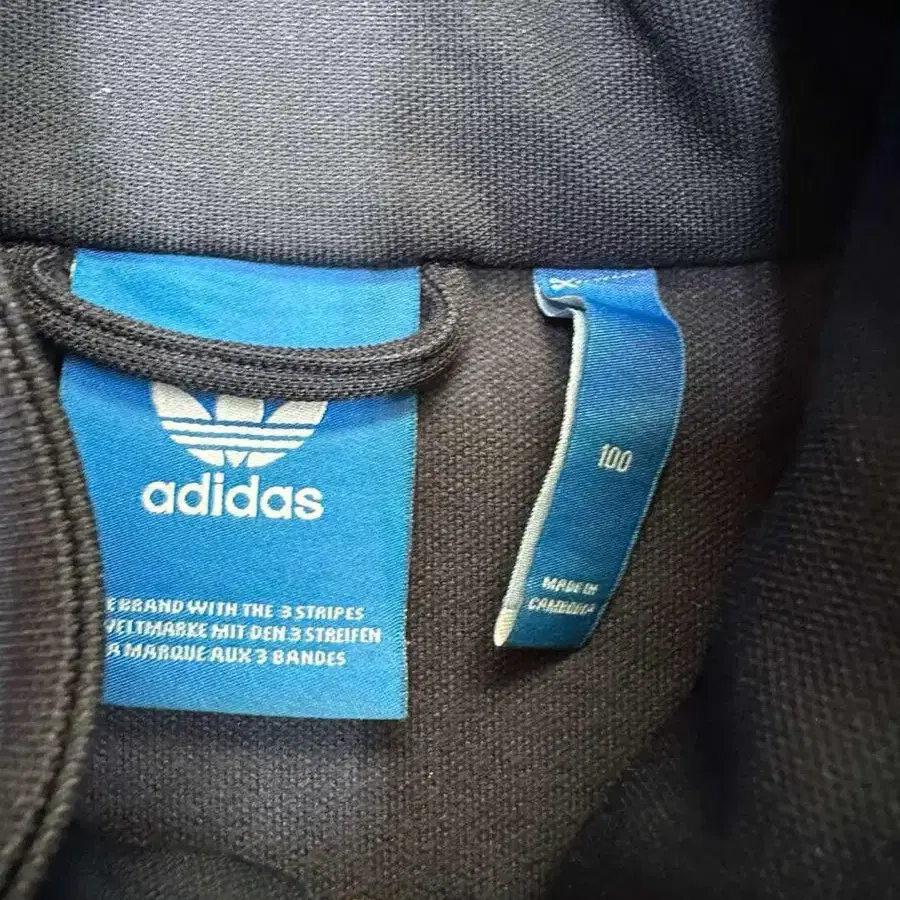 adidas
E BRAND WITH THE 3 STRIPES
WELTMARKE MIT DEN 3 STREIFEN
A MARQUE AUX 3 BANDES
100
MADE IN
CAMBODIA